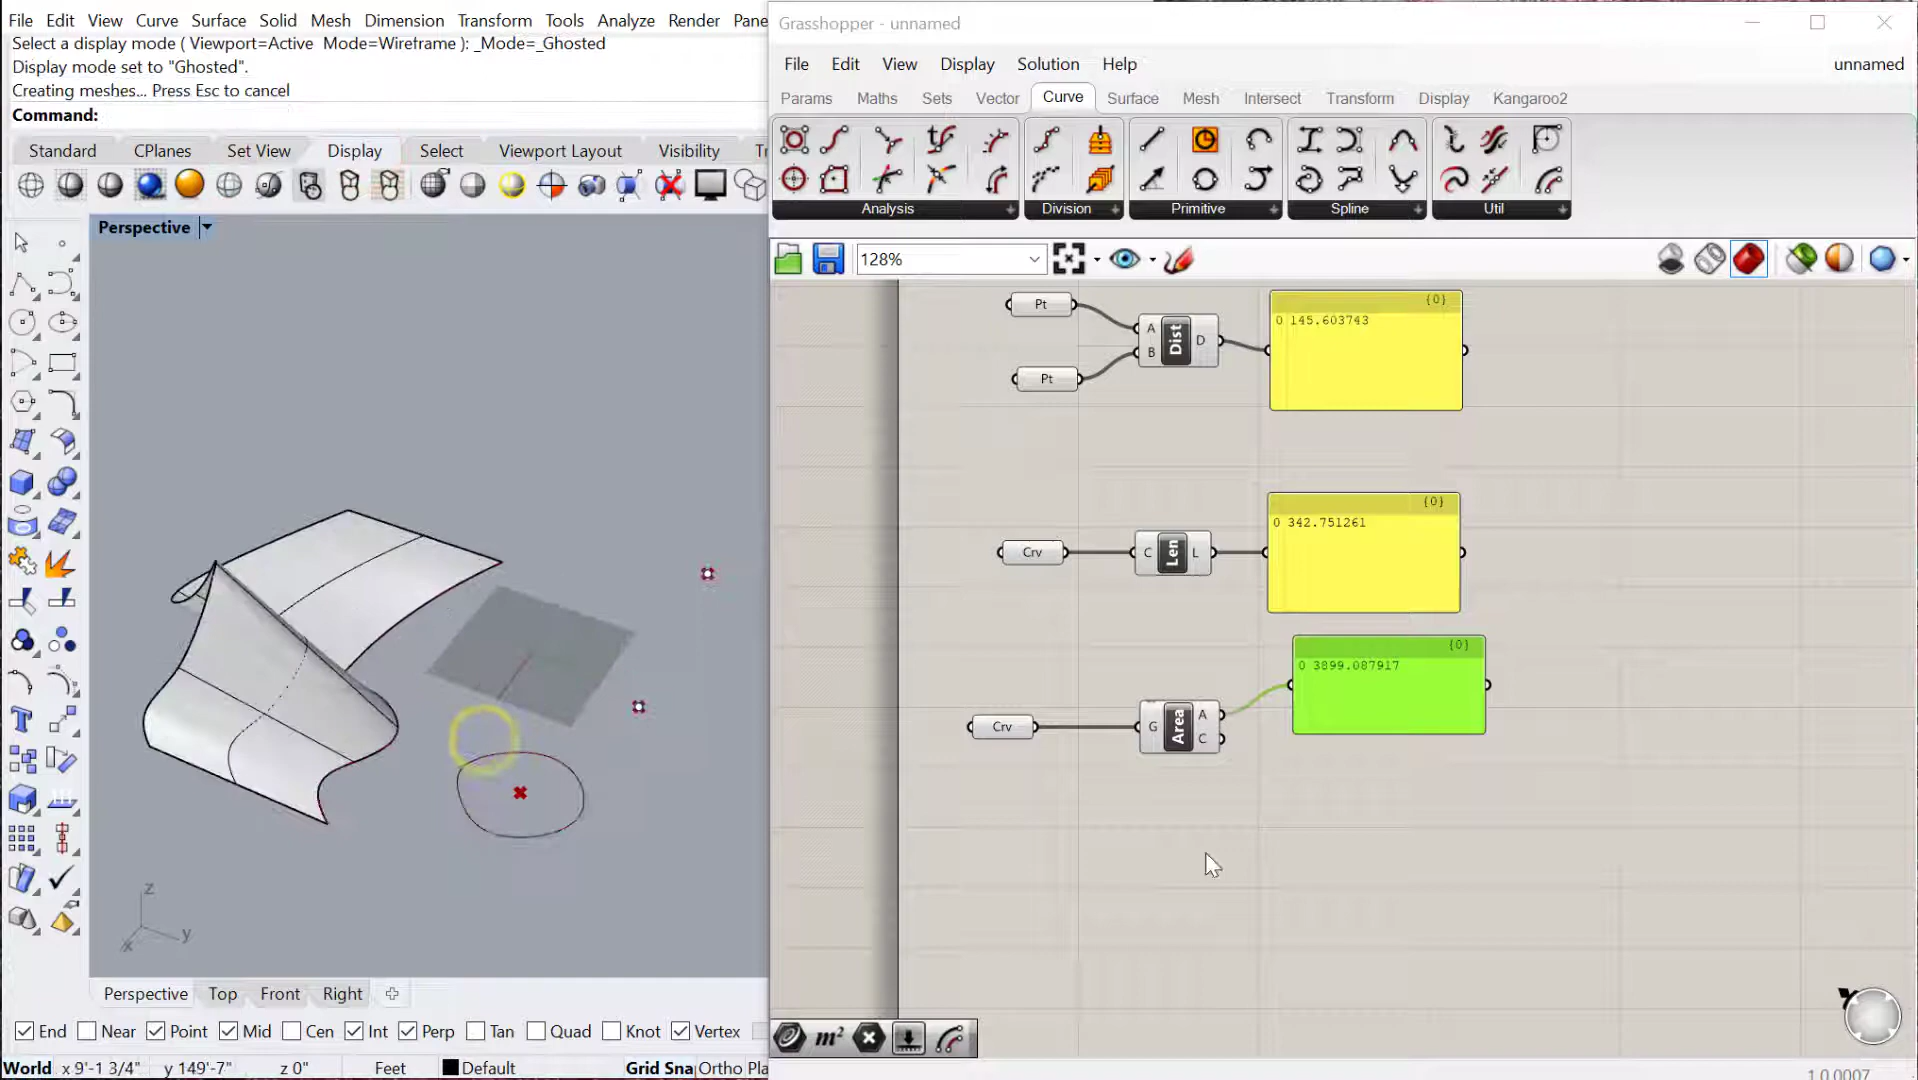 File Edit View Curve Surface Solid Mesh Dimension Transform Tools Analyze Render Pane
Select a display mode ( Viewport=Active  Mode=Wireframe ): _Mode=_Ghosted
Display mode set to "Ghosted".
Creating meshes... Press Esc to cancel
Command:
Standard CPlanes Set View Display Select Viewport Layout Visibility
Perspective
z
y
x
Perspective Top Front Right
End Near Point Mid Cen Int Perp Tan Quad Knot Vertex
World x 9'-1 3/4" y 149'-7" z 0" Feet Default Grid Sna Ortho Pla
Grasshopper - unnamed
File Edit View Display Solution Help unnamed
Params Maths Sets Vector Curve Surface Mesh Intersect Transform Display Kangaroo2
Analysis Division Primitive Spline Util
128%
Pt
Pt
A
B
Dist
D
{0}
0 145.603743
Crv
C
Len
L
{0}
0 342.751261
Crv
G
Area
A
C
{0}
0 3899.087917
m²
1.0.0007